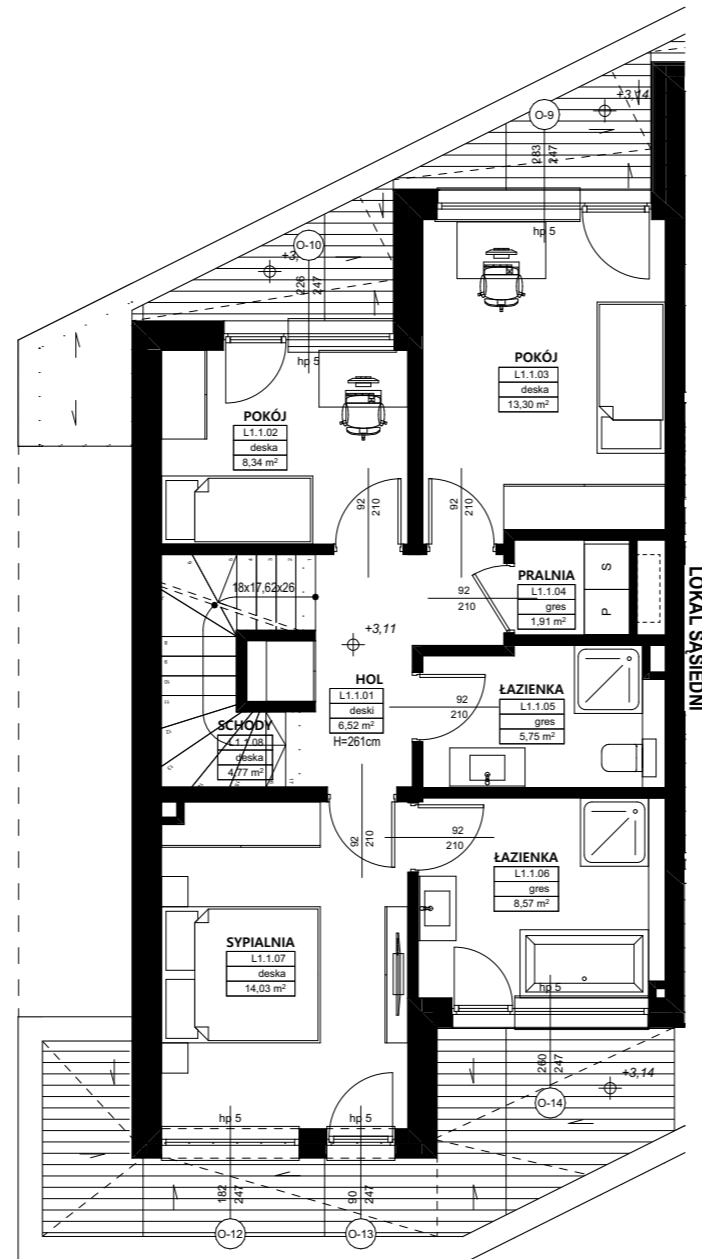 +3,14
O-9
283
247
hp 5
O-10
+3,
226
247
hp 5
POKÓJ
L1.1.03
deska
13,30 m²
POKÓJ
L1.1.02
deska
8,34 m²
92
210
92
210
18x17,62x26
PRALNIA
L1.1.04
gres
1,91 m²
S
P
92
210
+3,11
HOL
L1.1.01
deski
6,52 m²
H=261cm
92
210
ŁAZIENKA
L1.1.05
gres
5,75 m²
LOKAL SĄSIEDNI
SCHODY
L1.1.08
deska
4,77 m²
92
210
92
210
ŁAZIENKA
L1.1.06
gres
8,57 m²
SYPIALNIA
L1.1.07
deska
14,03 m²
hp 5
260
247
+3,14
O-14
hp 5
hp 5
182
247
90
247
O-12
O-13